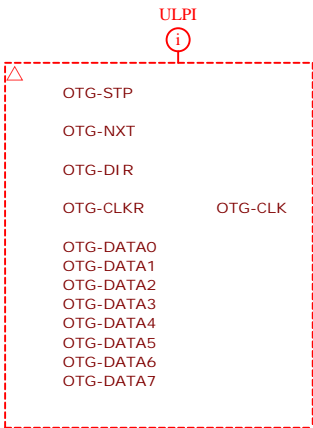 ULPI
i
OTG-STP
OTG-NXT
OTG-DIR
OTG-CLKR OTG-CLK
OTG-DATA0
OTG-DATA1
OTG-DATA2
OTG-DATA3
OTG-DATA4
OTG-DATA5
OTG-DATA6
OTG-DATA7